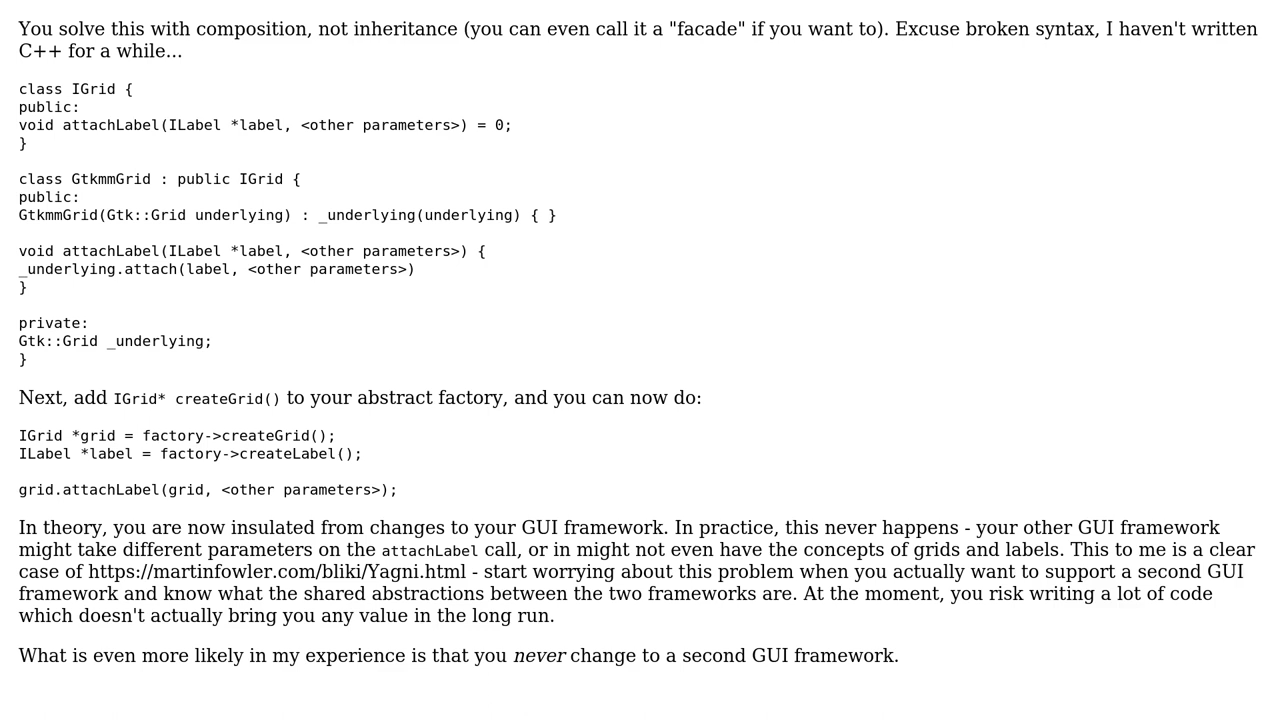 You solve this with composition, not inheritance (you can even call it a "facade" if you want to). Excuse broken syntax, I haven't written
C++ for a while...
class IGrid {
public:
void attachLabel(ILabel *label, <other parameters>) = 0;
}
class GtkmmGrid : public IGrid {
public:
GtkmmGrid(Gtk::Grid underlying) : _underlying(underlying) { }
void attachLabel(ILabel *label, <other parameters>) {
_underlying.attach(label, <other parameters>)
}
private:
Gtk::Grid _underlying;
}
Next, add IGrid* createGrid() to your abstract factory, and you can now do:
IGrid *grid = factory->createGrid();
ILabel *label = factory->createLabel();
grid.attachLabel(grid, <other parameters>);
In theory, you are now insulated from changes to your GUI framework. In practice, this never happens - your other GUI framework
might take different parameters on the attachLabel call, or in might not even have the concepts of grids and labels. This to me is a clear
case of https://martinfowler.com/bliki/Yagni.html - start worrying about this problem when you actually want to support a second GUI
framework and know what the shared abstractions between the two frameworks are. At the moment, you risk writing a lot of code
which doesn't actually bring you any value in the long run.
What is even more likely in my experience is that you never change to a second GUI framework.